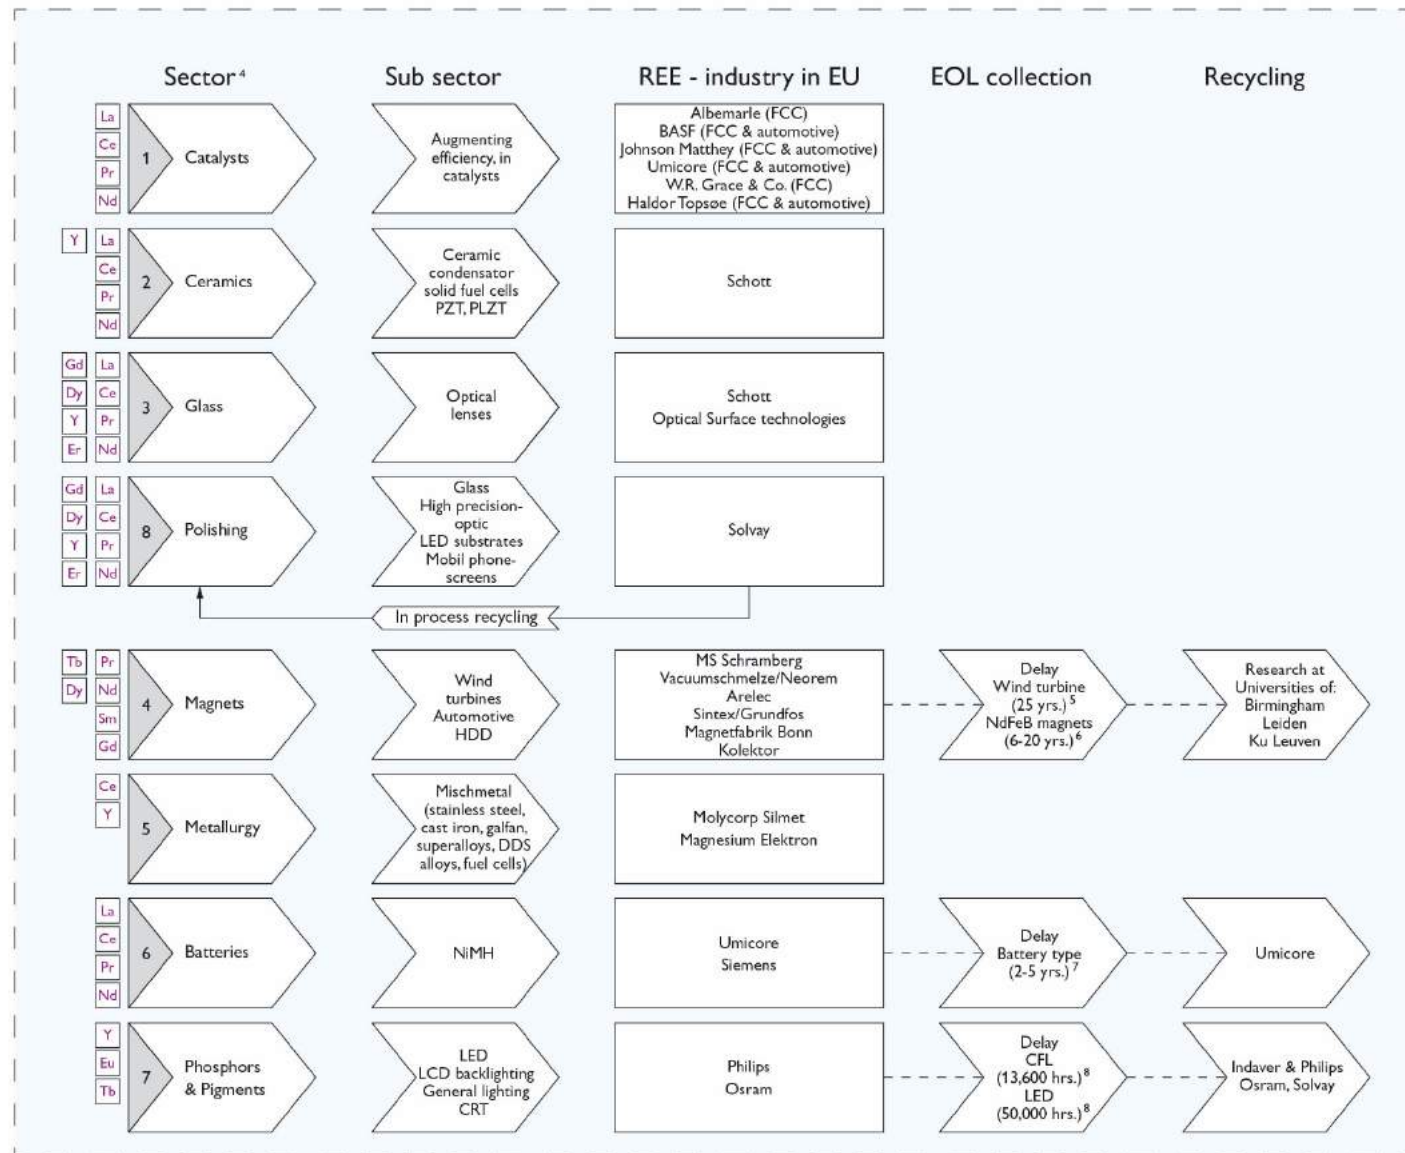 Sector 4
Sub sector
REE - industry in EU
EOL collection
Recycling
La
Ce
Pr
Nd
1
Catalysts
Augmenting
efficiency, in
catalysts
Albemarle (FCC)
BASF (FCC & automotive)
Johnson Matthey (FCC & automotive)
Umicore (FCC & automotive)
W.R. Grace & Co. (FCC)
Haldor Topsøe (FCC & automotive)
Y
La
Ce
Pr
Nd
2
Ceramics
Ceramic
condensator
solid fuel cells
PZT, PLZT
Schott
Gd La
Dy Ce
Y Pr
Er Nd
3
Glass
Optical
lenses
Schott
Optical Surface technologies
Gd La
Dy Ce
Y Pr
Er Nd
8
Polishing
Glass
High precision-
optic
LED substrates
Mobil phone-
screens
Solvay
In process recycling
Tb Pr
Dy Nd
Sm
Gd
4
Magnets
Wind
turbines
Automotive
HDD
MS Schramberg
Vacuumschmelze/Neorem
Arelec
Sintex/Grundfos
Magnetfabrik Bonn
Kolektor
Delay
Wind turbine
(25 yrs.) 5
NdFeB magnets
(6-20 yrs.) 6
Research at
Universities of:
Birmingham
Leiden
Ku Leuven
Ce
Y
5
Metallurgy
Mischmetal
(stainless steel,
cast iron, galfan,
superalloys, DDS
alloys, fuel cells)
Molycorp Silmet
Magnesium Elektron
La
Ce
Pr
Nd
6
Batteries
NiMH
Umicore
Siemens
Delay
Battery type
(2-5 yrs.) 7
Umicore
Y
Eu
Tb
7
Phosphors
& Pigments
LED
LCD backlighting
General lighting
CRT
Philips
Osram
Delay
CFL
(13,600 hrs.) 8
LED
(50,000 hrs.) 8
Indaver & Philips
Osram, Solvay